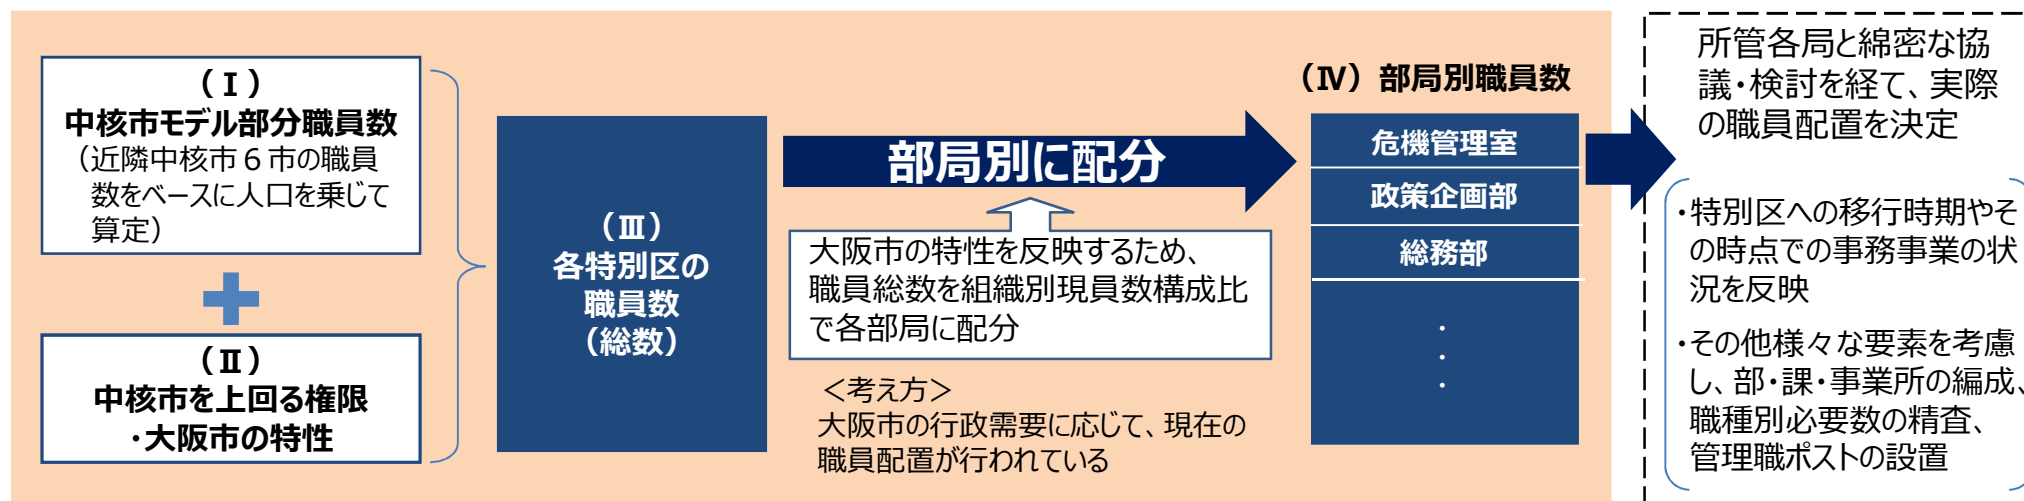 （Ⅰ）
中核市モデル部分職員数
（近隣中核市６市の職員
数をベースに人口を乗じて
算定）
（Ⅱ）
中核市を上回る権限
・大阪市の特性
（Ⅲ）
各特別区の
職員数
（総数）
部局別に配分
大阪市の特性を反映するため、
職員総数を組織別現員数構成比
で各部局に配分
＜考え方＞
大阪市の行政需要に応じて、現在の
職員配置が行われている
（Ⅳ）部局別職員数
危機管理室
政策企画部
総務部
・
・
・
所管各局と綿密な協
議・検討を経て、実際
の職員配置を決定
・特別区への移行時期やそ
の時点での事務事業の状
況を反映
・その他様々な要素を考慮
し、部・課・事業所の編成、
職種別必要数の精査、
管理職ポストの設置